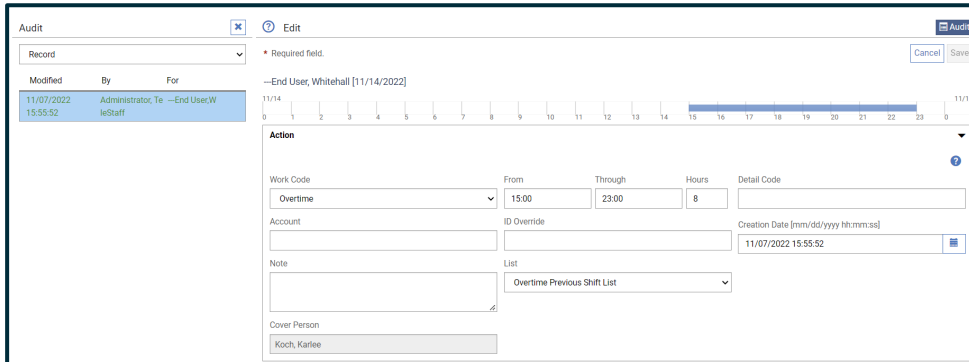 Audit
Record
Modified By For
11/07/2022 Administrator, Te ---End User,W
15:55:52 leStaff
? Edit
Audit
* Required field.
Cancel Save
---End User, Whitehall [11/14/2022]
11/14
0 1 2 3 4 5 6 7 8 9 10 11 12 13 14 15 16 17 18 19 20 21 22 23 0
Action
?
Work Code From Through Hours Detail Code
Overtime 15:00 23:00 8
Account ID Override Creation Date [mm/dd/yyyy hh:mm:ss]
11/07/2022 15:55:52
Note List
Overtime Previous Shift List
Cover Person
Koch, Karlee